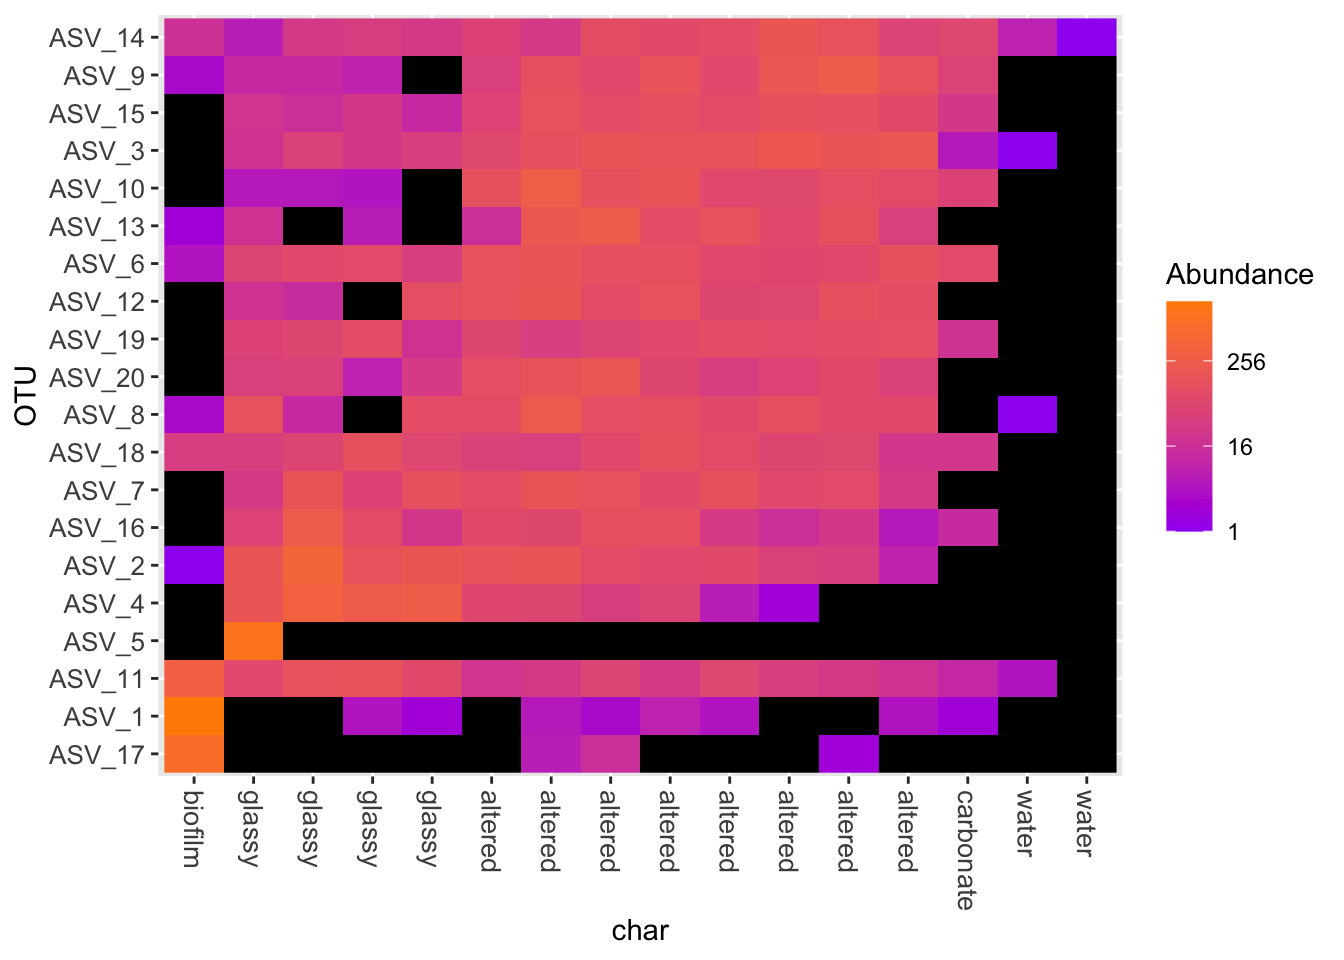 ASV_14
ASV_9
ASV_15
ASV_3
ASV_10
ASV_13
ASV_6
ASV_12
ASV_19
ASV_20
ASV_8
ASV_18
ASV_7
ASV_16
ASV_2
ASV_4
ASV_5
ASV_11
ASV_1
ASV_17
OTU
biofilm
glassy
glassy
glassy
glassy
altered
altered
altered
altered
altered
altered
altered
altered
carbonate
water
water
char
Abundance
256
16
1